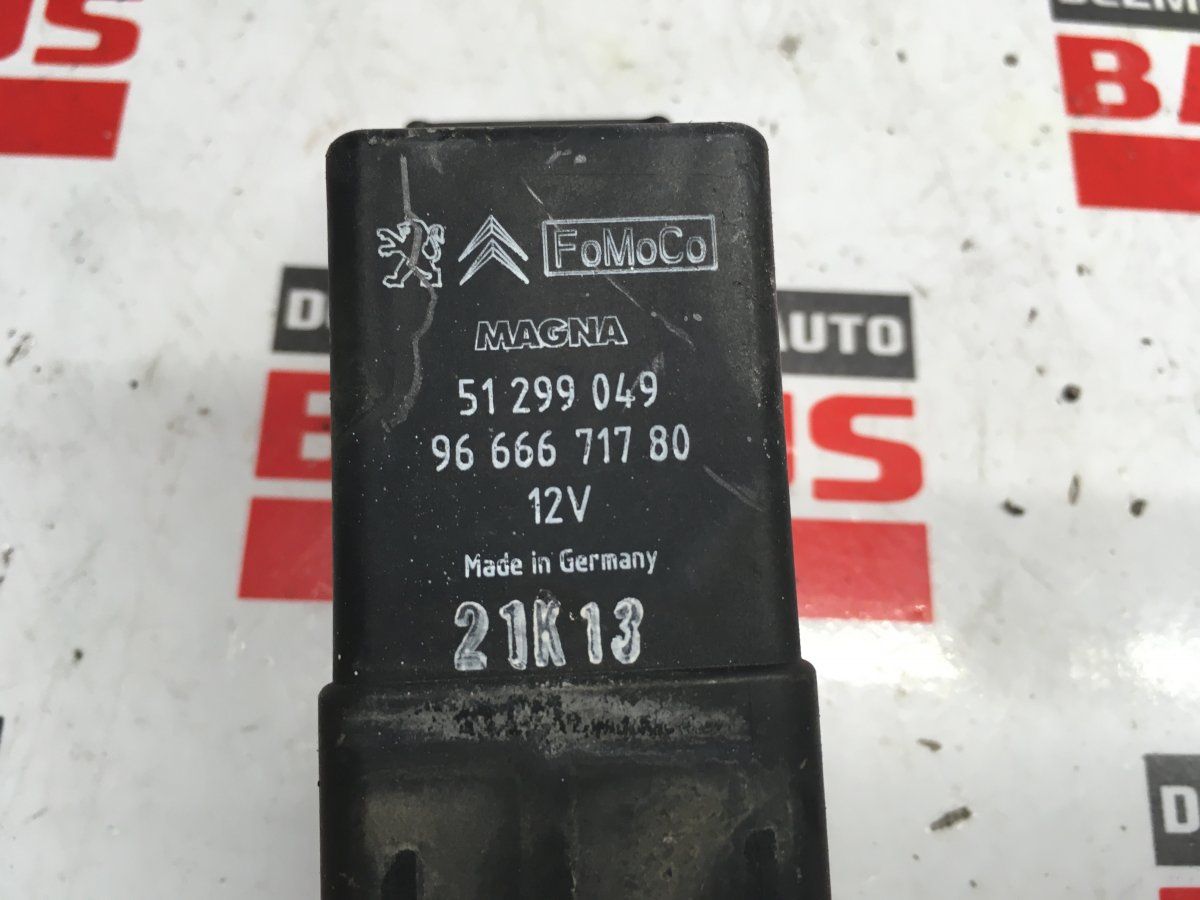 FoMoCo
MAGNA
51 299 049
96 666 717 80
12V
Made in Germany
21K13
AUTO